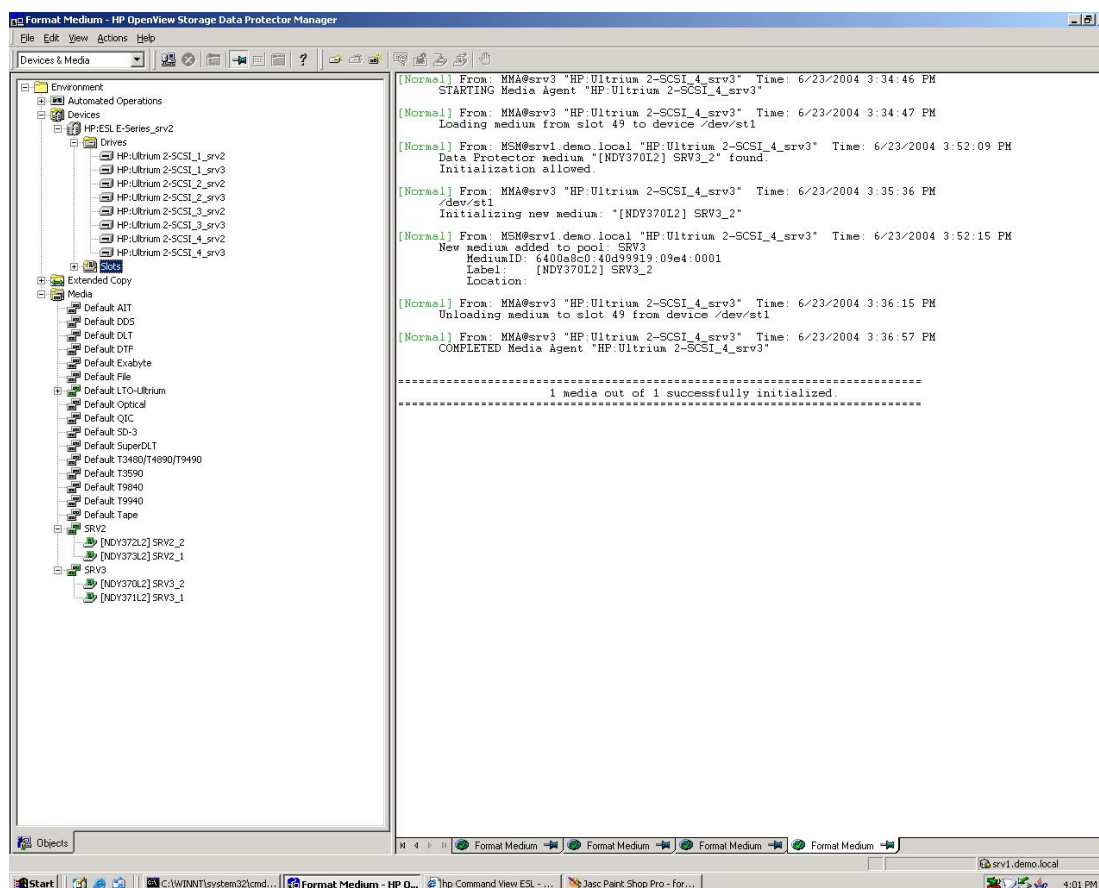 Format Medium - HP OpenView Storage Data Protector Manager
File Edit View Actions Help
Devices & Media
Environment
Automated Operations
Devices
HP:ESL E-Series_srv2
Drives
HP:Ultrium 2-SCSI_1_srv2
HP:Ultrium 2-SCSI_1_srv3
HP:Ultrium 2-SCSI_2_srv2
HP:Ultrium 2-SCSI_2_srv3
HP:Ultrium 2-SCSI_3_srv2
HP:Ultrium 2-SCSI_3_srv3
HP:Ultrium 2-SCSI_4_srv2
HP:Ultrium 2-SCSI_4_srv3
Slots
Extended Copy
Media
Default AIT
Default DDS
Default DLT
Default DTF
Default Exabyte
Default File
Default LTO-Ultrium
Default Optical
Default QIC
Default SD-3
Default SuperDLT
Default T3480/T4890/T9490
Default T3590
Default T9840
Default T9940
Default Tape
SRV2
[NDY372L2] SRV2_2
[NDY373L2] SRV2_1
SRV3
[NDY370L2] SRV3_2
[NDY371L2] SRV3_1
Objects
[Normal] From: MMA@srv3 "HP:Ultrium 2-SCSI_4_srv3" Time: 6/23/2004 3:34:46 PM
STARTING Media Agent "HP:Ultrium 2-SCSI_4_srv3"
[Normal] From: MMA@srv3 "HP:Ultrium 2-SCSI_4_srv3" Time: 6/23/2004 3:34:47 PM
Loading medium from slot 49 to device /dev/st1
[Normal] From: MSM@srv1.demo.local "HP:Ultrium 2-SCSI_4_srv3" Time: 6/23/2004 3:52:09 PM
Data Protector medium "[NDY370L2] SRV3_2" found.
Initialization allowed.
[Normal] From: MMA@srv3 "HP:Ultrium 2-SCSI_4_srv3" Time: 6/23/2004 3:35:36 PM
/dev/st1
Initializing new medium: "[NDY370L2] SRV3_2"
[Normal] From: MSM@srv1.demo.local "HP:Ultrium 2-SCSI_4_srv3" Time: 6/23/2004 3:52:15 PM
New medium added to pool: SRV3
MediumID: 6400a8c0:40d99919:09e4:0001
Label: [NDY370L2] SRV3_2
Location:
[Normal] From: MMA@srv3 "HP:Ultrium 2-SCSI_4_srv3" Time: 6/23/2004 3:36:15 PM
Unloading medium to slot 49 from device /dev/st1
[Normal] From: MMA@srv3 "HP:Ultrium 2-SCSI_4_srv3" Time: 6/23/2004 3:36:57 PM
COMPLETED Media Agent "HP:Ultrium 2-SCSI_4_srv3"
============================================================================
1 media out of 1 successfully initialized.
============================================================================
Format Medium Format Medium Format Medium Format Medium
srv1.demo.local
Start C:\WINNT\system32\cmd... Format Medium - HP O... hp Command View ESL - ... Jasc Paint Shop Pro - for... 4:01 PM